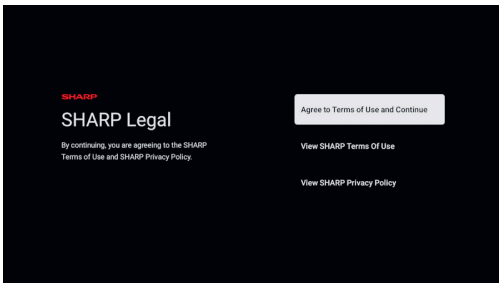 SHARP
SHARP Legal
By continuing, you are agreeing to the SHARP
Terms of Use and SHARP Privacy Policy.
Agree to Terms of Use and Continue
View SHARP Terms Of Use
View SHARP Privacy Policy